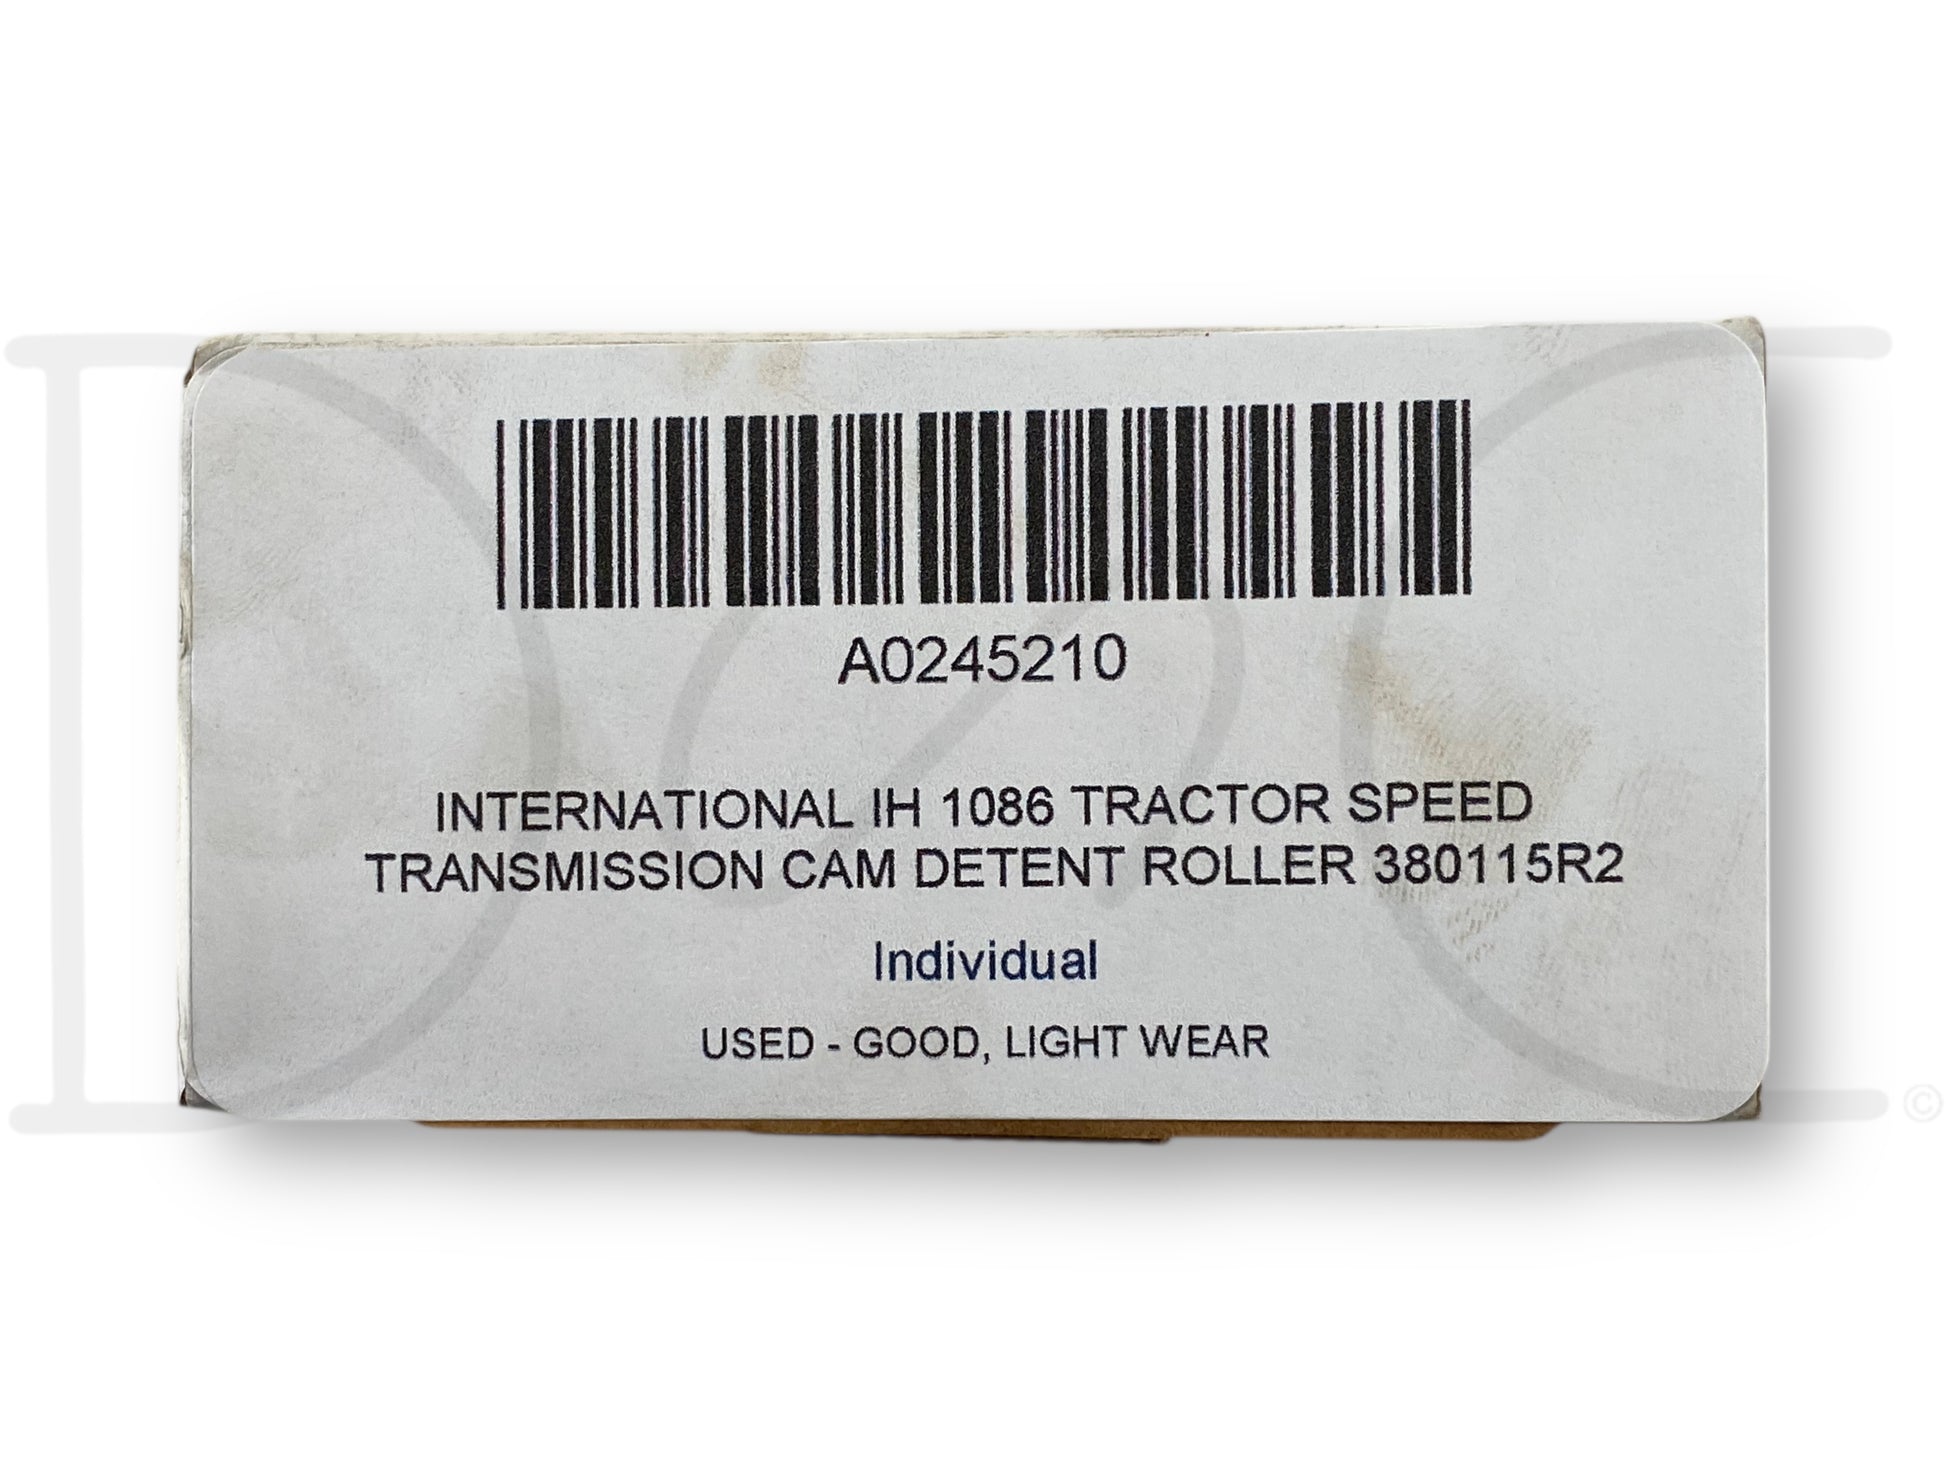 A0245210
INTERNATIONAL IH 1086 TRACTOR SPEED
TRANSMISSION CAM DETENT ROLLER 380115R2
Individual
USED - GOOD, LIGHT WEAR
©